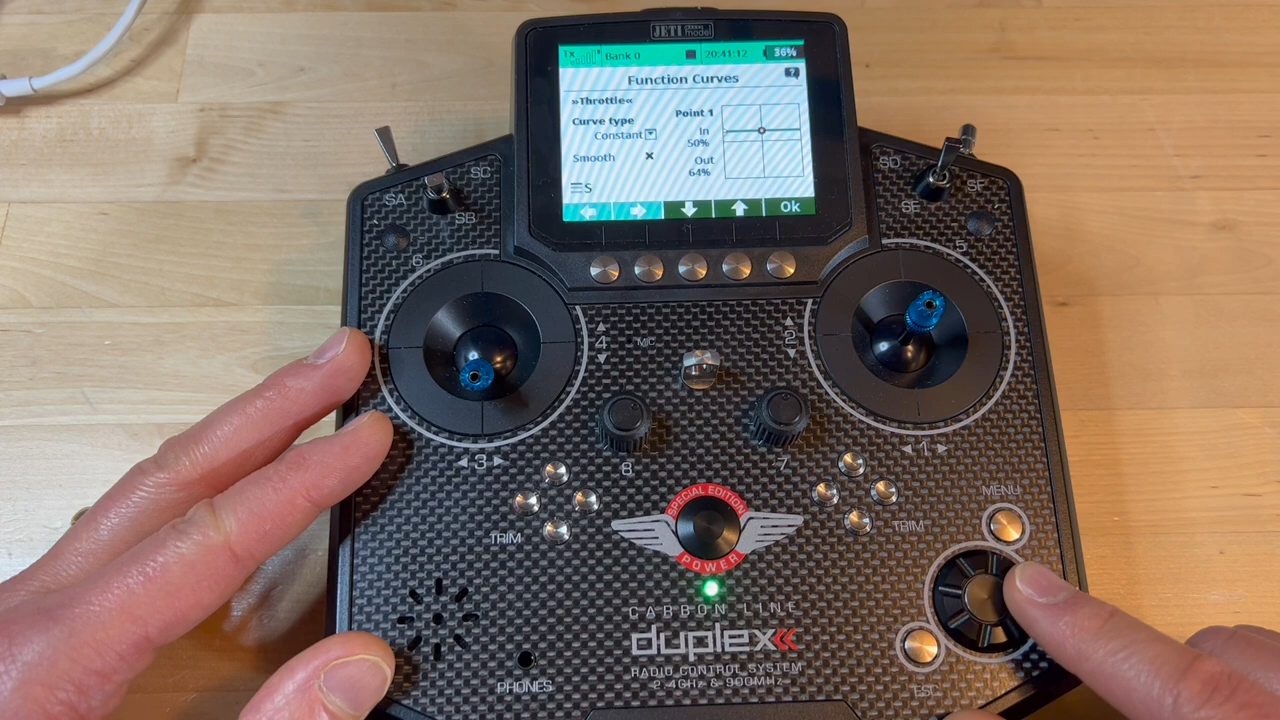 JETI model
Tx Bank 0 20:41:12 36%
Function Curves ?
»Throttle«
Curve type
Constant
Smooth ×
Point 1
In
50%
Out
64%
S
Ok
SA
SB
SC
SD
SE
SF
6
5
4
MIC
2
3
1
8
7
TRIM
TRIM
MENU
SPECIAL EDITION
POWER
CARBON LINE
duplex
RADIO CONTROL SYSTEM
2.4GHz & 900MHz
PHONES
ESC